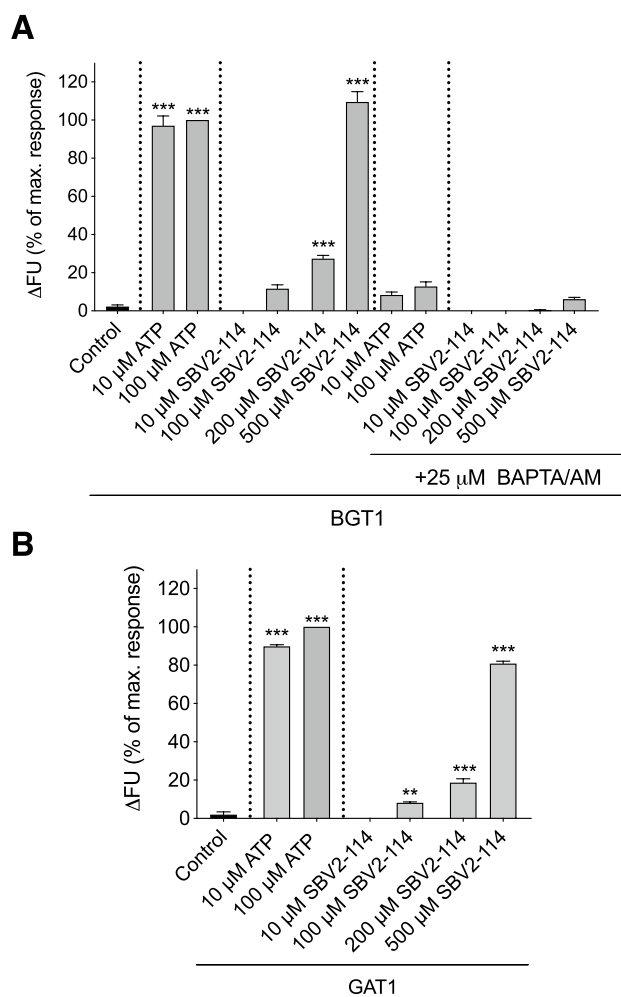 A
ΔFU (% of max. response)
120
100
80
60
40
20
0
***
***
***
***
Control
10 µM ATP
100 µM ATP
10 µM SBV2-114
100 µM SBV2-114
200 µM SBV2-114
500 µM SBV2-114
10 µM ATP
100 µM ATP
10 µM SBV2-114
100 µM SBV2-114
200 µM SBV2-114
500 µM SBV2-114
+25 µM BAPTA/AM
BGT1
B
ΔFU (% of max. response)
120
100
80
60
40
20
0
***
***
**
***
***
Control
10 µM ATP
100 µM ATP
10 µM SBV2-114
100 µM SBV2-114
200 µM SBV2-114
500 µM SBV2-114
GAT1